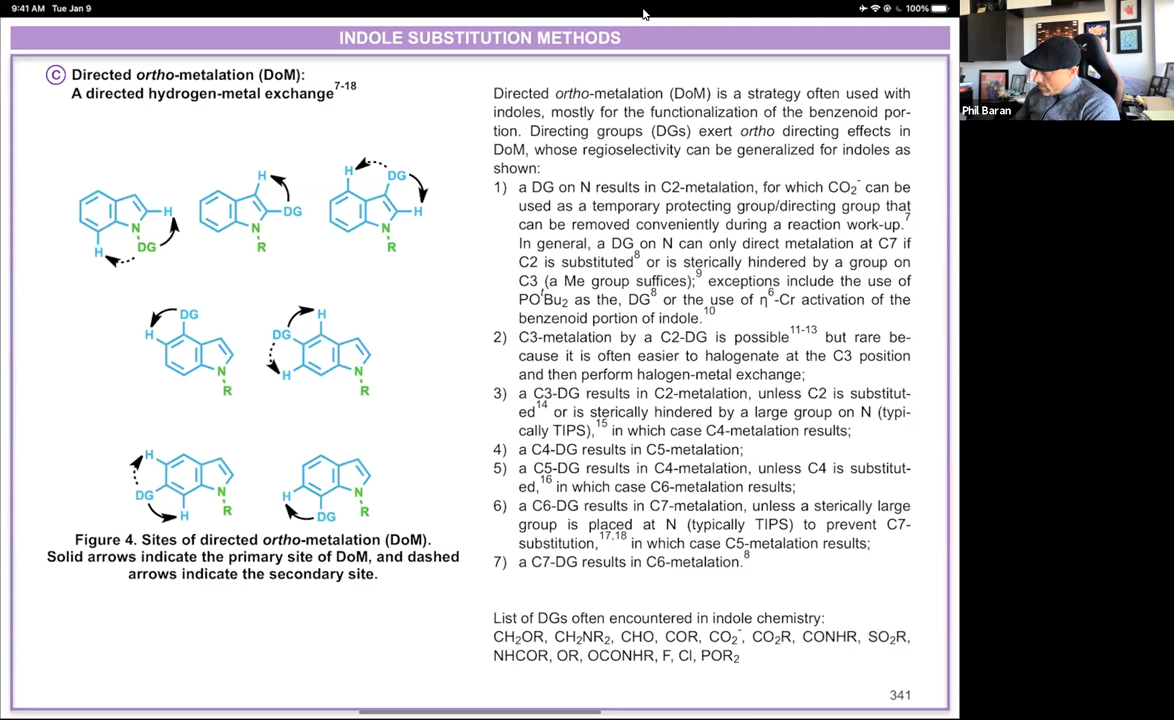 9:41 AM Tue Jan 9
100%
INDOLE SUBSTITUTION METHODS
Phil Baran
C Directed ortho-metalation (DoM):
A directed hydrogen-metal exchange7-18
H
N
DG
H
H
DG
N
R
H
DG
H
N
R
DG
H
N
R
H
DG
H
N
R
H
DG
N
H
R
H
N
DG
R
Figure 4. Sites of directed ortho-metalation (DoM).
Solid arrows indicate the primary site of DoM, and dashed
arrows indicate the secondary site.
Directed ortho-metalation (DoM) is a strategy often used with
indoles, mostly for the functionalization of the benzenoid por-
tion. Directing groups (DGs) exert ortho directing effects in
DoM, whose regioselectivity can be generalized for indoles as
shown:
1) a DG on N results in C2-metalation, for which CO2- can be
used as a temporary protecting group/directing group that
can be removed conveniently during a reaction work-up.7
In general, a DG on N can only direct metalation at C7 if
C2 is substituted8 or is sterically hindered by a group on
C3 (a Me group suffices);9 exceptions include the use of
POtBu2 as the, DG8 or the use of η6-Cr activation of the
benzenoid portion of indole.10
2) C3-metalation by a C2-DG is possible11-13 but rare be-
cause it is often easier to halogenate at the C3 position
and then perform halogen-metal exchange;
3) a C3-DG results in C2-metalation, unless C2 is substitut-
ed14 or is sterically hindered by a large group on N (typi-
cally TIPS),15 in which case C4-metalation results;
4) a C4-DG results in C5-metalation;
5) a C5-DG results in C4-metalation, unless C4 is substitut-
ed,16 in which case C6-metalation results;
6) a C6-DG results in C7-metalation, unless a sterically large
group is placed at N (typically TIPS) to prevent C7-
substitution,17,18 in which case C5-metalation results;
7) a C7-DG results in C6-metalation.8
List of DGs often encountered in indole chemistry:
CH2OR, CH2NR2, CHO, COR, CO2-, CO2R, CONHR, SO2R,
NHCOR, OR, OCONHR, F, Cl, POR2
341